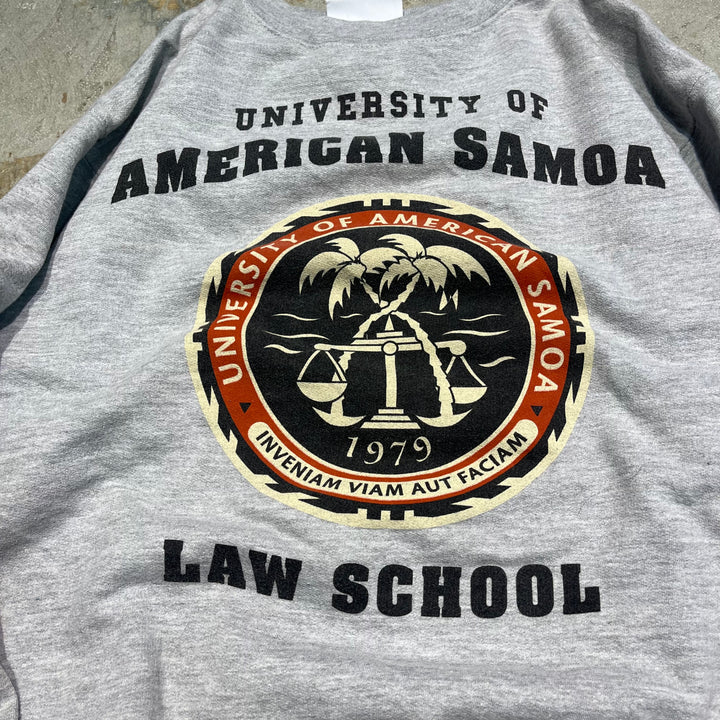 UNIVERSITY OF
AMERICAN SAMOA
UNIVERSITY OF AMERICAN SAMOA
1979
INVENIAM VIAM AUT FACIAM
LAW SCHOOL